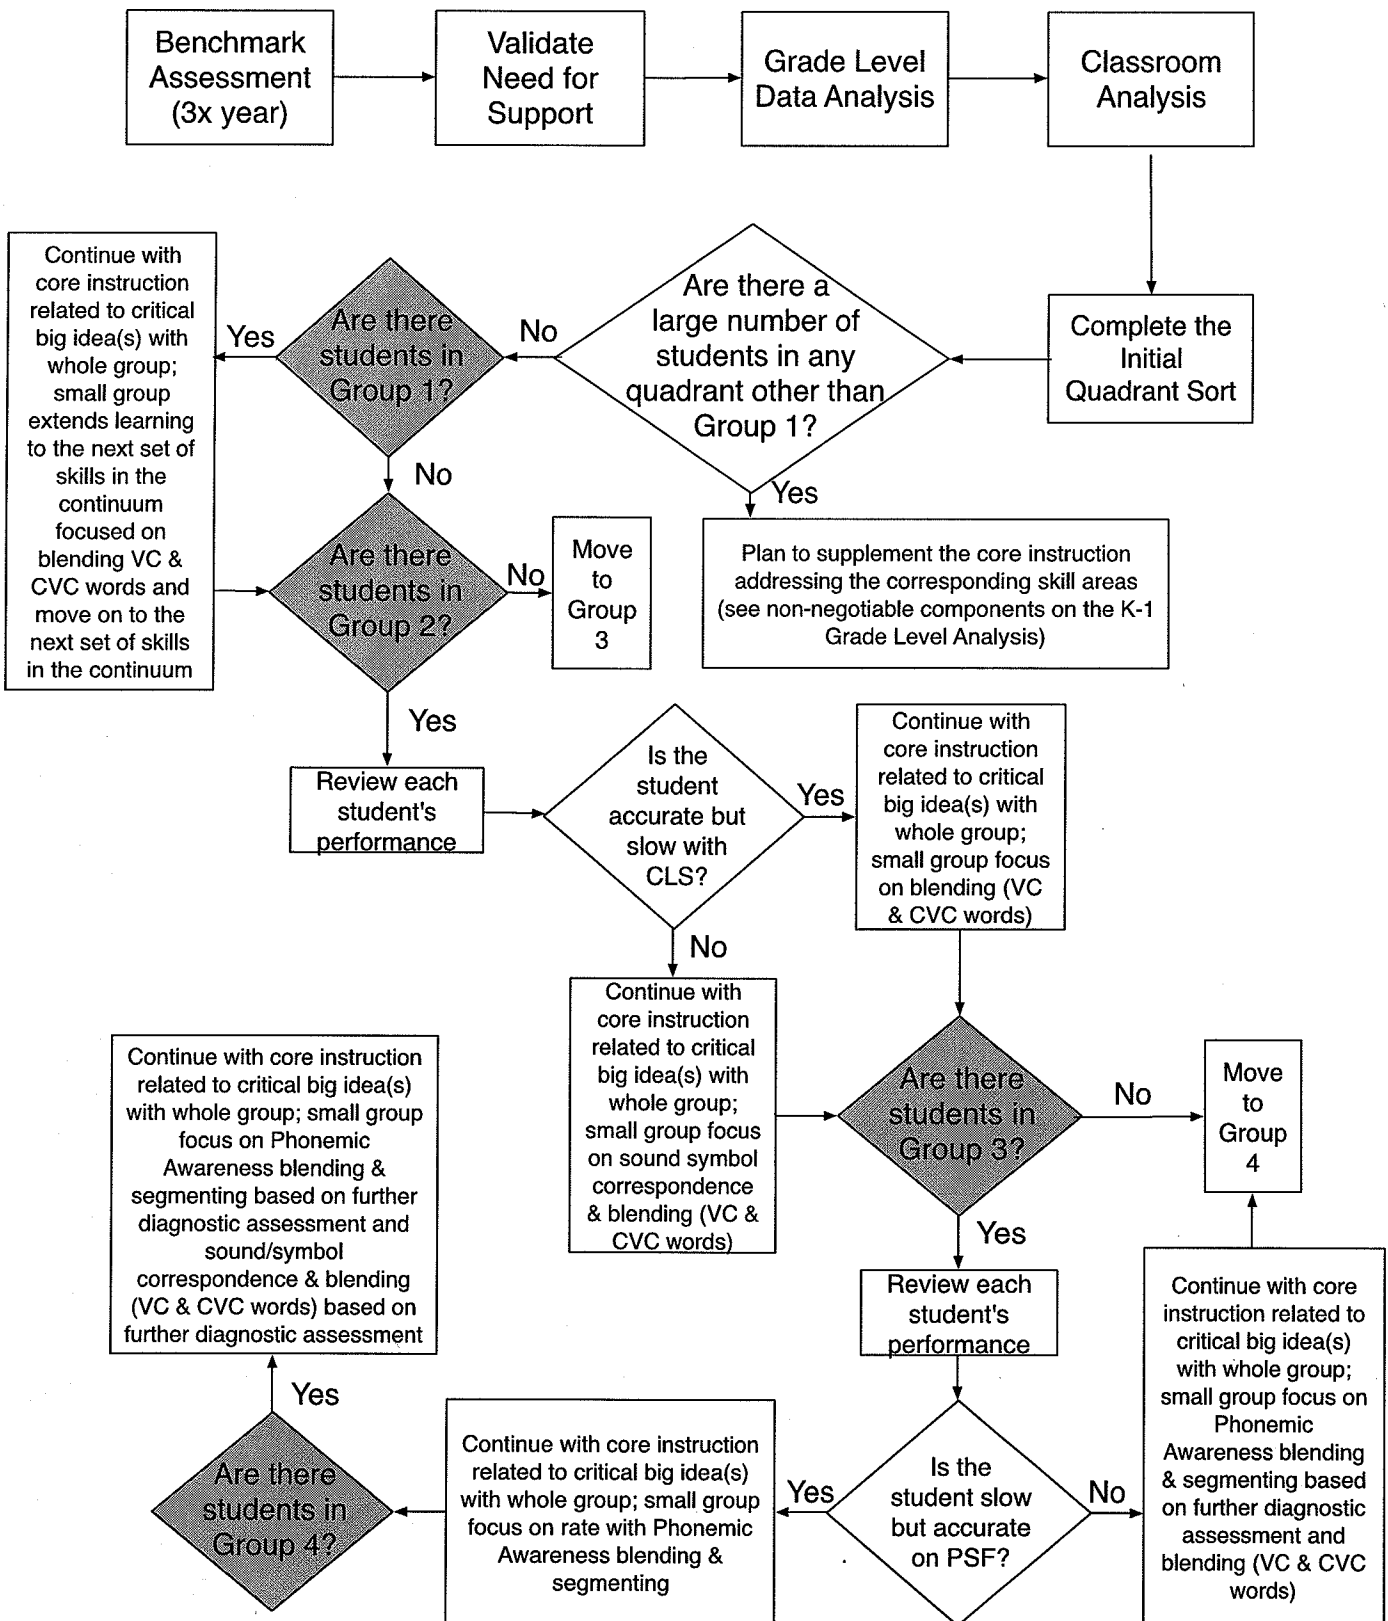 Benchmark
Assessment
(3x year)
Validate
Need for
Support
Grade Level
Data Analysis
Classroom
Analysis
Complete the
Initial
Quadrant Sort
Are there a
large number of
students in any
quadrant other than
Group 1?
No
Yes
Plan to supplement the core instruction
addressing the corresponding skill areas
(see non-negotiable components on the K-1
Grade Level Analysis)
Are there
students in
Group 1?
Yes
No
Continue with
core instruction
related to critical
big idea(s) with
whole group;
small group
extends learning
to the next set of
skills in the
continuum
focused on
blending VC &
CVC words and
move on to the
next set of skills
in the continuum
Are there
students in
Group 2?
No
Move
to
Group
3
Yes
Review each
student's
performance
Is the
student
accurate but
slow with
CLS?
Yes
Continue with
core instruction
related to critical
big idea(s) with
whole group;
small group focus
on blending (VC
& CVC words)
No
Continue with
core instruction
related to critical
big idea(s) with
whole group;
small group focus
on sound symbol
correspondence
& blending (VC &
CVC words)
Are there
students in
Group 3?
No
Move
to
Group
4
Yes
Review each
student's
performance
Is the
student slow
but accurate
on PSF?
No
Continue with core
instruction related to
critical big idea(s)
with whole group;
small group focus on
Phonemic
Awareness blending
& segmenting based
on further diagnostic
assessment and
blending (VC & CVC
words)
Yes
Continue with core instruction
related to critical big idea(s)
with whole group; small group
focus on rate with Phonemic
Awareness blending &
segmenting
Are there
students in
Group 4?
Yes
Continue with core instruction
related to critical big idea(s)
with whole group; small group
focus on Phonemic
Awareness blending &
segmenting based on further
diagnostic assessment and
sound/symbol
correspondence & blending
(VC & CVC words) based on
further diagnostic assessment